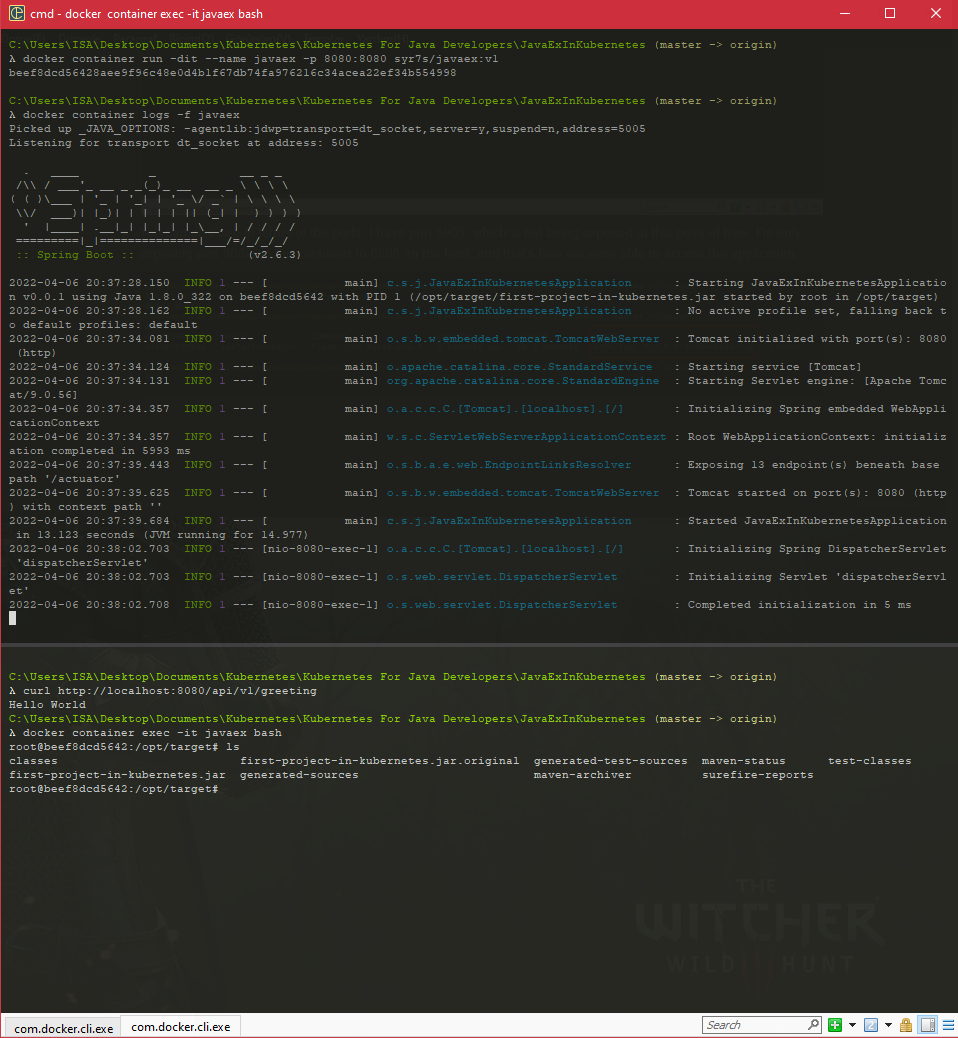 cmd - docker  container exec -it javaex bash
C:\Users\ISA\Desktop\Documents\Kubernetes\Kubernetes For Java Developers\JavaExInKubernetes (master -> origin)
λ docker container run -dit --name javaex -p 8080:8080 syr7s/javaex:v1
beef8dcd56428aee9f96c48e0d4b1f67db74fa976216c34acea22ef34b554998
C:\Users\ISA\Desktop\Documents\Kubernetes\Kubernetes For Java Developers\JavaExInKubernetes (master -> origin)
λ docker container logs -f javaex
Picked up _JAVA_OPTIONS: -agentlib:jdwp=transport=dt_socket,server=y,suspend=n,address=5005
Listening for transport dt_socket at address: 5005
  .   ____          _            __ _ _
 /\\ / ___'_ __ _ _(_)_ __  __ _ \ \ \ \
( ( )\___ | '_ | '_| | '_ \/ _` | \ \ \ \
 \\/  ___)| |_)| | | | | || (_| |  ) ) ) )
  '  |____| .__|_| |_|_| |_\__, | / / / /
 =========|_|==============|___/=/_/_/_/
 :: Spring Boot ::                (v2.6.3)
2022-04-06 20:37:28.150  INFO 1 --- [           main] c.s.j.JavaExInKubernetesApplication      : Starting JavaExInKubernetesApplicatio
n v0.0.1 using Java 1.8.0_322 on beef8dcd5642 with PID 1 (/opt/target/first-project-in-kubernetes.jar started by root in /opt/target)
2022-04-06 20:37:28.162  INFO 1 --- [           main] c.s.j.JavaExInKubernetesApplication      : No active profile set, falling back t
o default profiles: default
2022-04-06 20:37:34.081  INFO 1 --- [           main] o.s.b.w.embedded.tomcat.TomcatWebServer  : Tomcat initialized with port(s): 8080
 (http)
2022-04-06 20:37:34.124  INFO 1 --- [           main] o.apache.catalina.core.StandardService   : Starting service [Tomcat]
2022-04-06 20:37:34.131  INFO 1 --- [           main] org.apache.catalina.core.StandardEngine  : Starting Servlet engine: [Apache Tomc
at/9.0.56]
2022-04-06 20:37:34.357  INFO 1 --- [           main] o.a.c.c.C.[Tomcat].[localhost].[/]       : Initializing Spring embedded WebAppli
cationContext
2022-04-06 20:37:34.357  INFO 1 --- [           main] w.s.c.ServletWebServerApplicationContext : Root WebApplicationContext: initializ
ation completed in 5993 ms
2022-04-06 20:37:39.443  INFO 1 --- [           main] o.s.b.a.e.web.EndpointLinksResolver      : Exposing 13 endpoint(s) beneath base
path '/actuator'
2022-04-06 20:37:39.625  INFO 1 --- [           main] o.s.b.w.embedded.tomcat.TomcatWebServer  : Tomcat started on port(s): 8080 (http
) with context path ''
2022-04-06 20:37:39.684  INFO 1 --- [           main] c.s.j.JavaExInKubernetesApplication      : Started JavaExInKubernetesApplication
 in 13.123 seconds (JVM running for 14.977)
2022-04-06 20:38:02.703  INFO 1 --- [nio-8080-exec-1] o.a.c.c.C.[Tomcat].[localhost].[/]       : Initializing Spring DispatcherServlet
 'dispatcherServlet'
2022-04-06 20:38:02.703  INFO 1 --- [nio-8080-exec-1] o.s.web.servlet.DispatcherServlet        : Initializing Servlet 'dispatcherServl
et'
2022-04-06 20:38:02.708  INFO 1 --- [nio-8080-exec-1] o.s.web.servlet.DispatcherServlet        : Completed initialization in 5 ms
C:\Users\ISA\Desktop\Documents\Kubernetes\Kubernetes For Java Developers\JavaExInKubernetes (master -> origin)
λ curl http://localhost:8080/api/v1/greeting
Hello World
C:\Users\ISA\Desktop\Documents\Kubernetes\Kubernetes For Java Developers\JavaExInKubernetes (master -> origin)
λ docker container exec -it javaex bash
root@beef8dcd5642:/opt/target# ls
classes                          first-project-in-kubernetes.jar.original  generated-test-sources  maven-status      test-classes
first-project-in-kubernetes.jar  generated-sources                         maven-archiver          surefire-reports
root@beef8dcd5642:/opt/target#
THE
WITCHER
WILD HUNT
com.docker.cli.exe
com.docker.cli.exe
Search